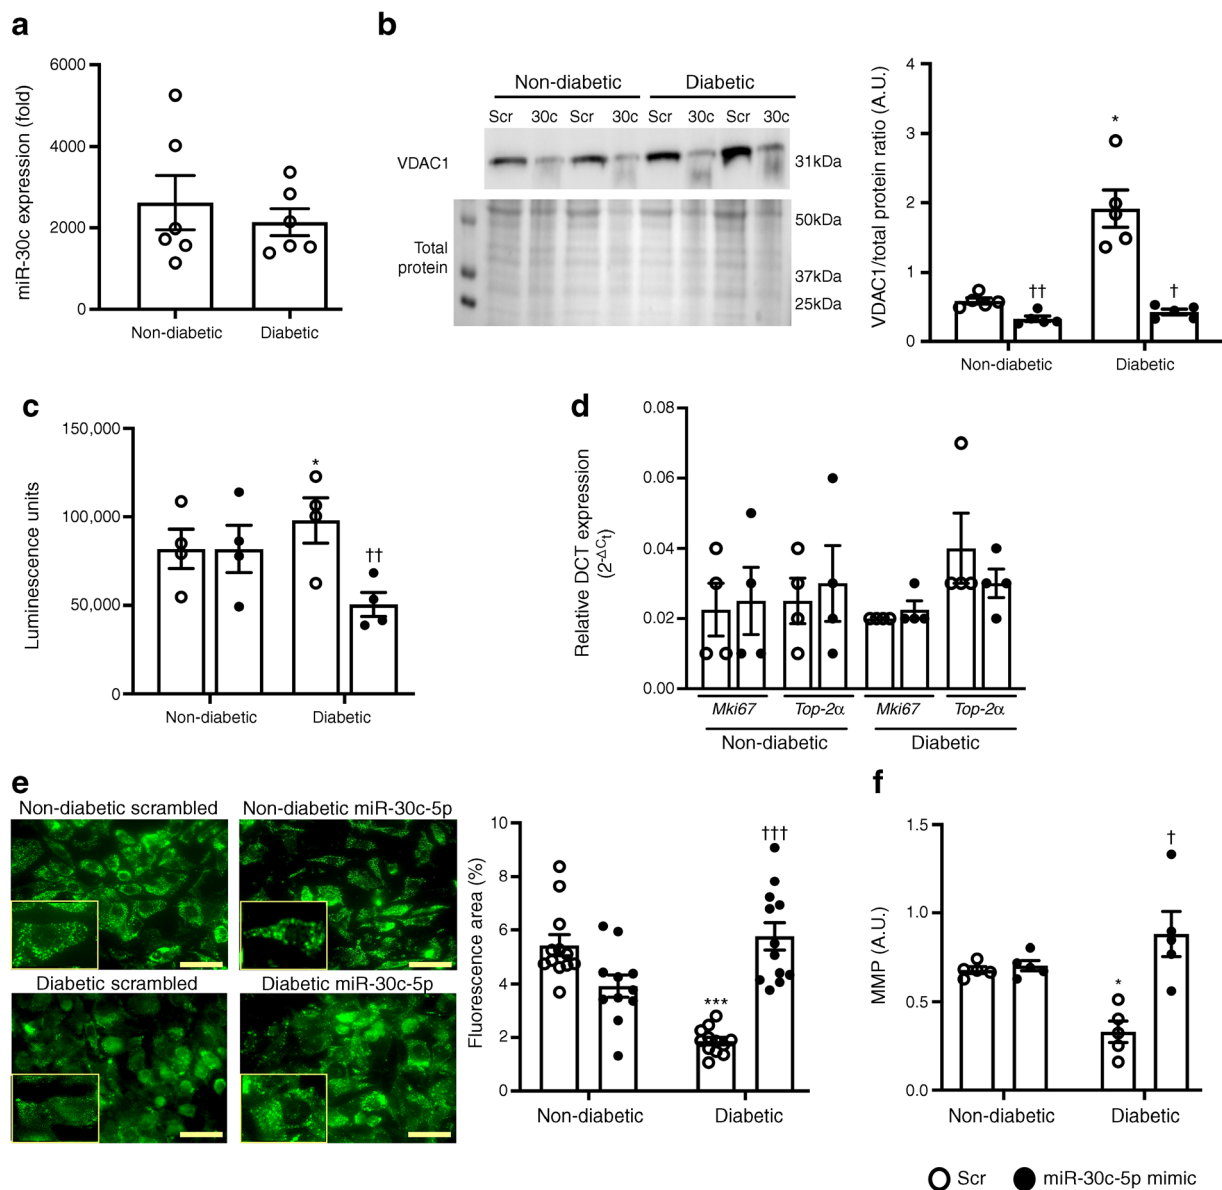 a
miR-30c expression (fold)
6000
4000
2000
0
Non-diabetic
Diabetic
b
Non-diabetic
Diabetic
Scr 30c Scr 30c Scr 30c Scr 30c
VDAC1
31kDa
Total
protein
50kDa
37kDa
25kDa
VDAC1/total protein ratio (A.U.)
4
3
2
1
0
*
††
†
Non-diabetic
Diabetic
c
Luminescence units
150,000
100,000
50,000
0
*
††
Non-diabetic
Diabetic
d
Relative DCT expression
(2-ΔCt)
0.08
0.06
0.04
0.02
0.00
Mki67 Top-2α Mki67 Top-2α
Non-diabetic
Diabetic
e
Non-diabetic scrambled
Non-diabetic miR-30c-5p
Diabetic scrambled
Diabetic miR-30c-5p
Fluorescence area (%)
10
8
6
4
2
0
***
†††
Non-diabetic
Diabetic
f
MMP (A.U.)
1.5
1.0
0.5
0.0
*
†
Non-diabetic
Diabetic
Scr
miR-30c-5p mimic